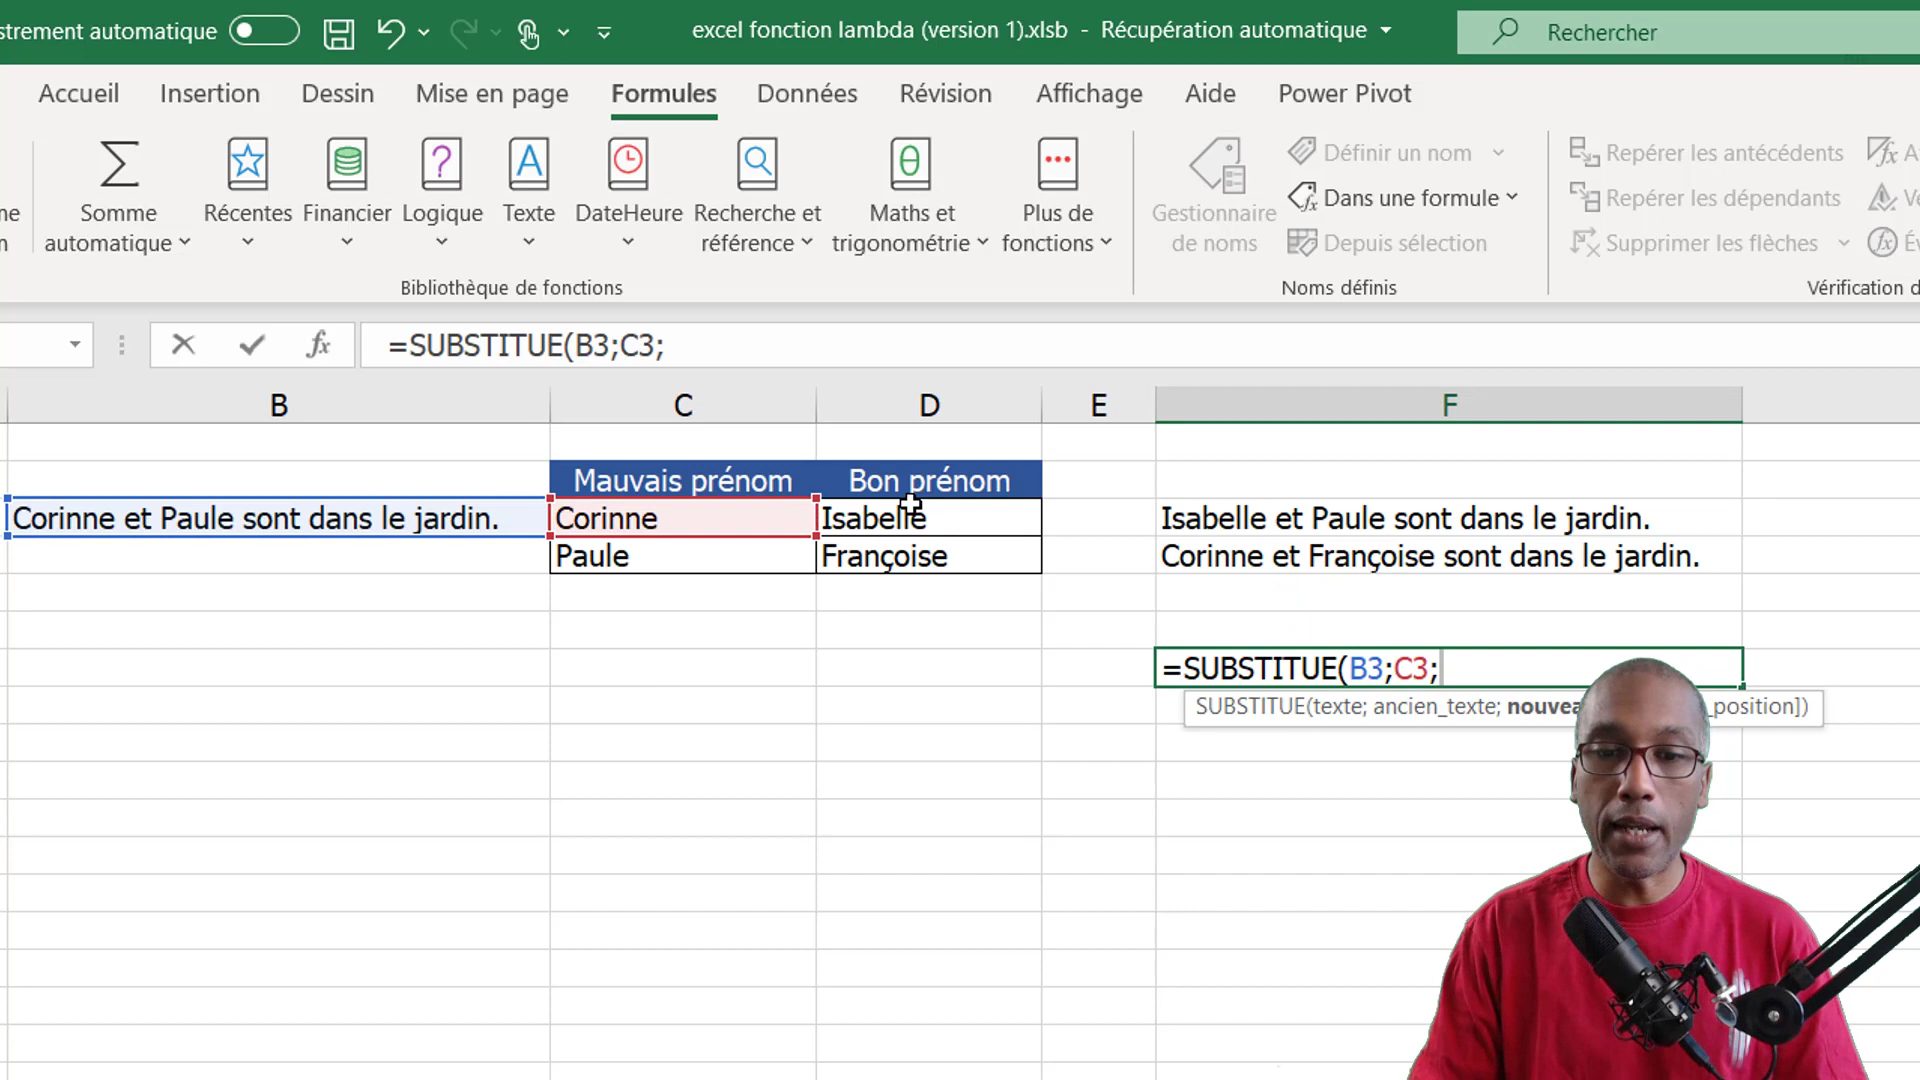 strement automatique
excel fonction lambda (version 1).xlsb - Récupération automatique
Rechercher
Accueil Insertion Dessin Mise en page Formules Données Révision Affichage Aide Power Pivot
Somme automatique
Récentes
Financier
Logique
Texte
DateHeure
Recherche et référence
Maths et trigonométrie
Plus de fonctions
Bibliothèque de fonctions
Gestionnaire de noms
Définir un nom
Dans une formule
Depuis sélection
Noms définis
Repérer les antécédents
Repérer les dépendants
Supprimer les flèches
Vérification d
=SUBSTITUE(B3;C3;
B C D E F
Mauvais prénom Bon prénom
Corinne et Paule sont dans le jardin. Corinne Isabelle Isabelle et Paule sont dans le jardin.
Paule Françoise Corinne et Françoise sont dans le jardin.
=SUBSTITUE(B3;C3;
SUBSTITUE(texte; ancien_texte; nouvea _position])